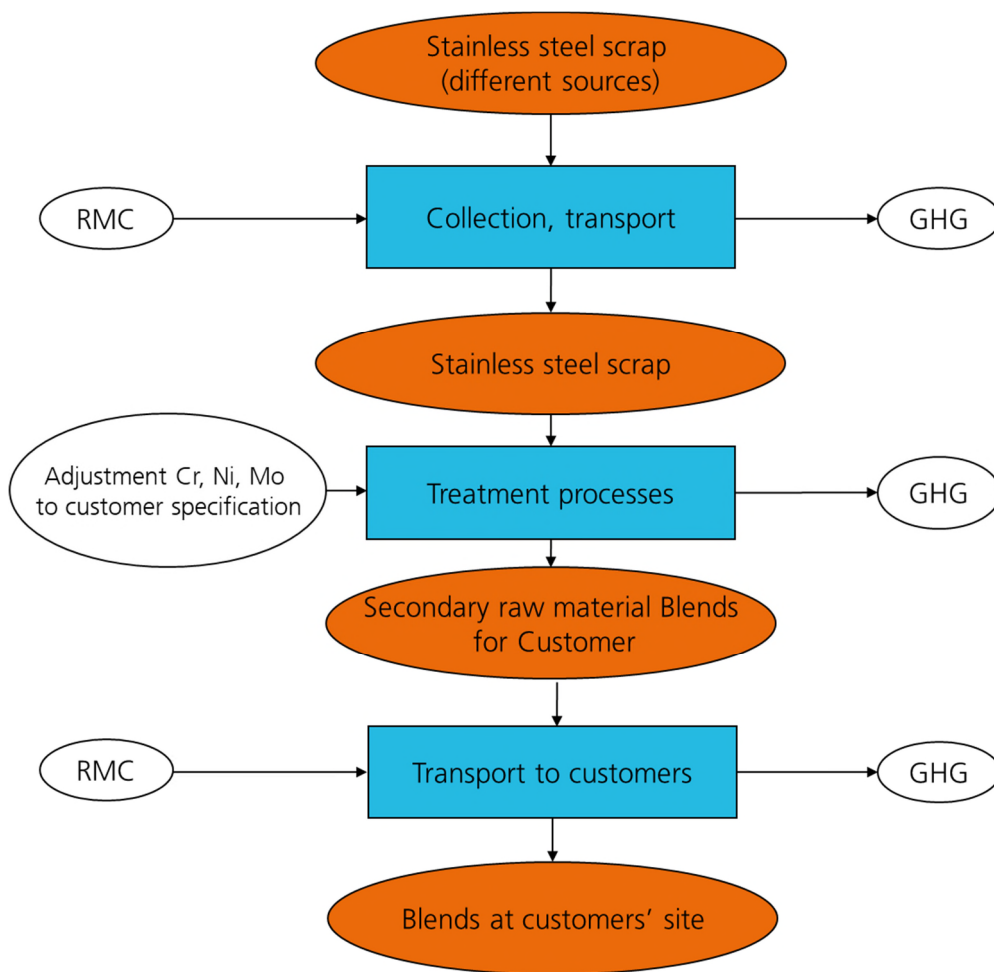 Stainless steel scrap
(different sources)
RMC
Collection, transport
GHG
Stainless steel scrap
Adjustment Cr, Ni, Mo
to customer specification
Treatment processes
GHG
Secondary raw material Blends
for Customer
RMC
Transport to customers
GHG
Blends at customers’ site